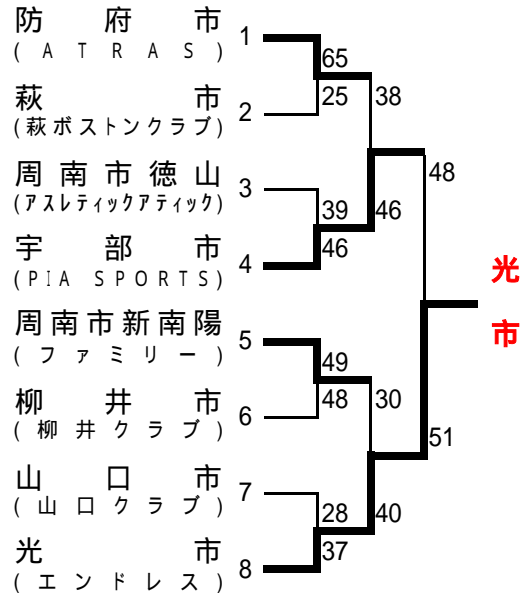 防府市 1
(ATRAS)
65
25
38
萩市 2
(萩ボストンクラブ)
48
周南市徳山 3
(アスレティックアティック)
39
46
46
宇部市 4
(PIA SPORTS)
光市
周南市新南陽 5
(ファミリー)
49
48
30
柳井市 6
(柳井クラブ)
51
山口市 7
(山口クラブ)
28
37
40
光市 8
(エンドレス)